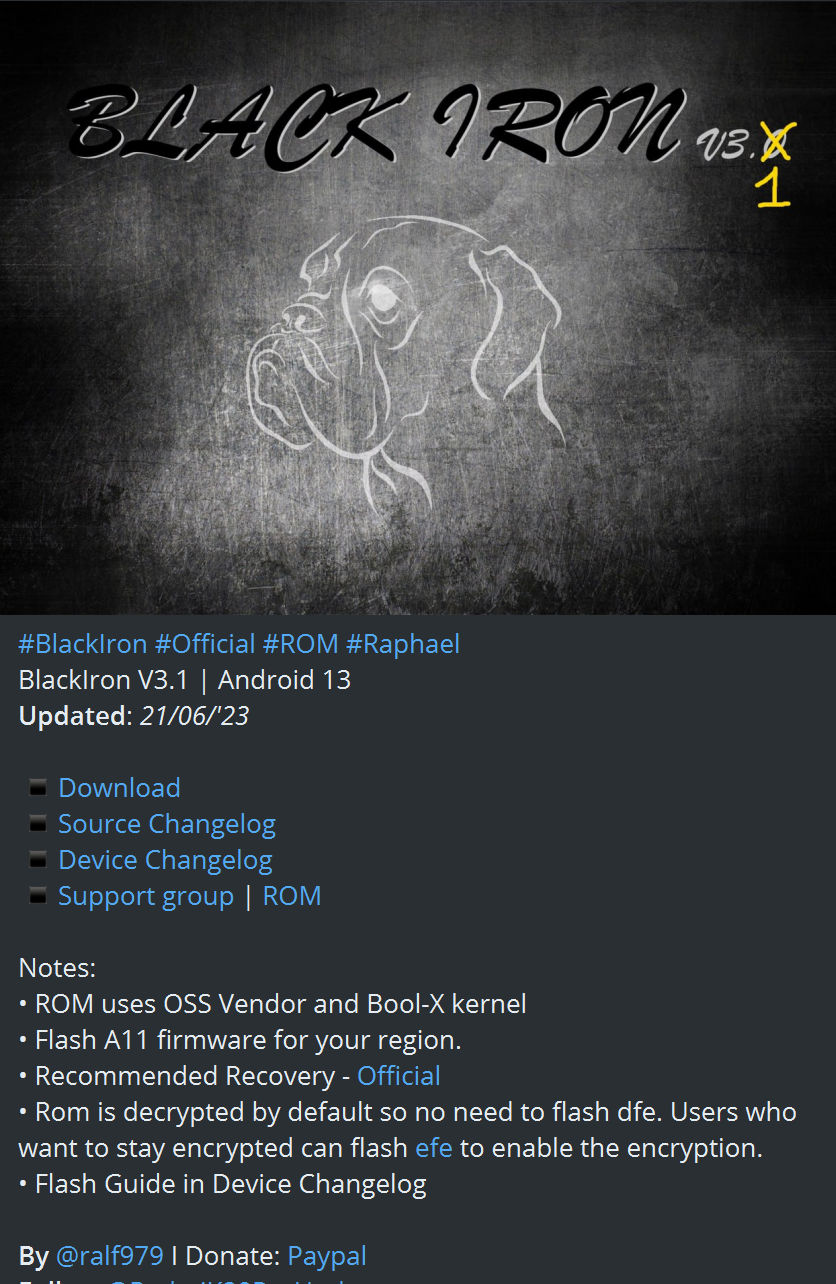 BLACK IRON V3.0
1
#BlackIron #Official #ROM #Raphael
BlackIron V3.1 | Android 13
Updated: 21/06/'23
Download
Source Changelog
Device Changelog
Support group | ROM
Notes:
• ROM uses OSS Vendor and Bool-X kernel
• Flash A11 firmware for your region.
• Recommended Recovery - Official
• Rom is decrypted by default so no need to flash dfe. Users who
want to stay encrypted can flash efe to enable the encryption.
• Flash Guide in Device Changelog
By @ralf979 I Donate: Paypal